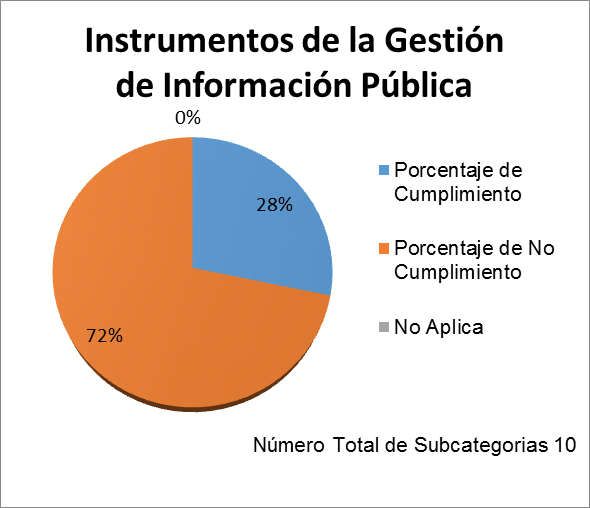 Instrumentos de la Gestión
de Información Pública
0%
28%
72%
Porcentaje de
Cumplimiento
Porcentaje de No
Cumplimiento
No Aplica
Número Total de Subcategorias 10